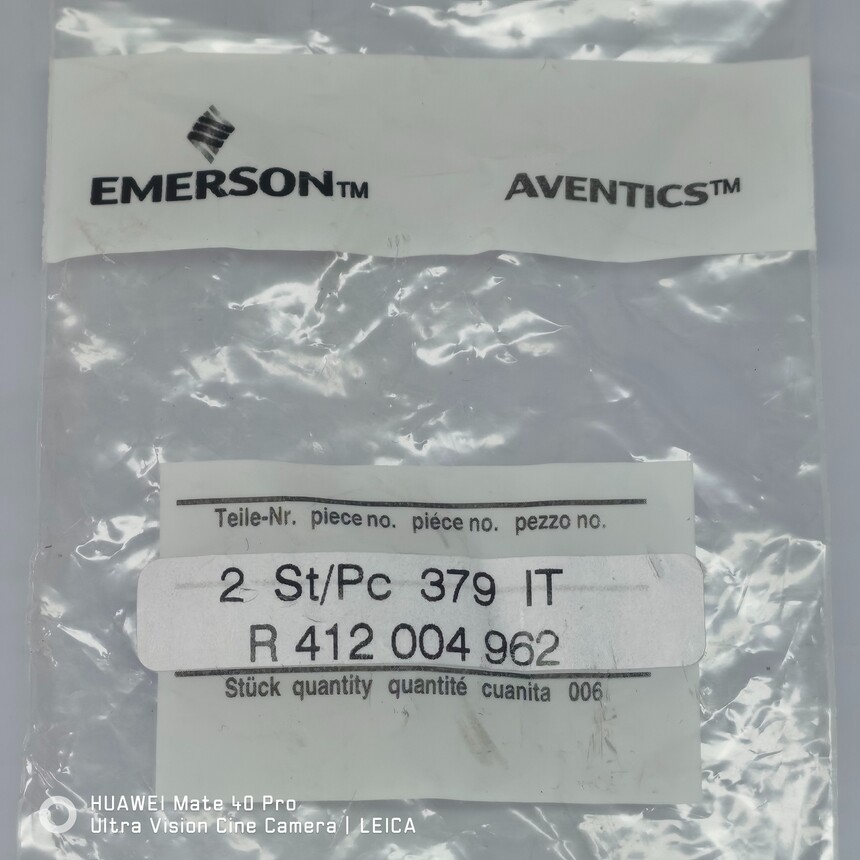 EMERSON™ AVENTICS™
Teile-Nr. piece no. piéce no. pezzo no.
2 St/Pc 379 IT
R 412 004 962
Stück quantity quantité cuanita 006
HUAWEI Mate 40 Pro
Ultra Vision Cine Camera | LEICA